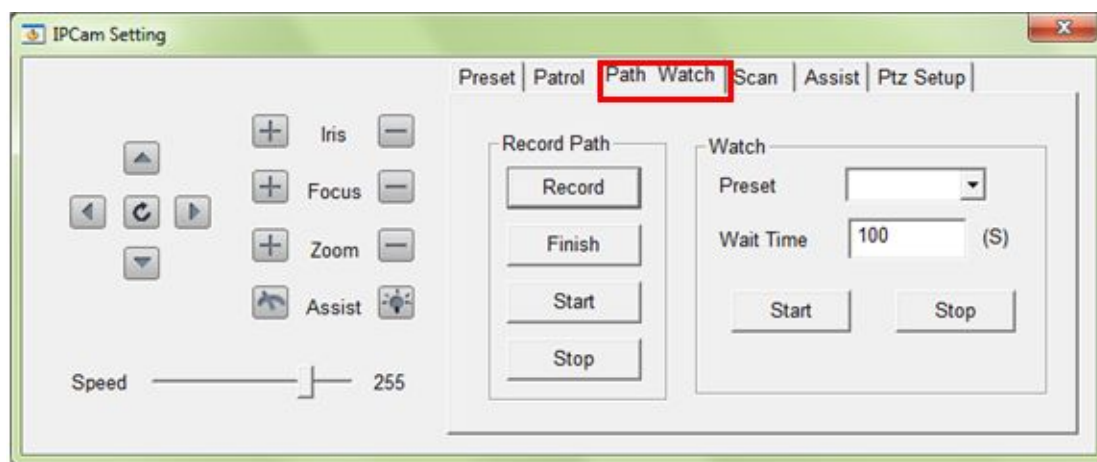 IPCam Setting
Preset Patrol Path Watch Scan Assist Ptz Setup
Iris
Focus
Zoom
Assist
Speed 255
Record Path
Record
Finish
Start
Stop
Watch
Preset
Wait Time 100 (S)
Start Stop